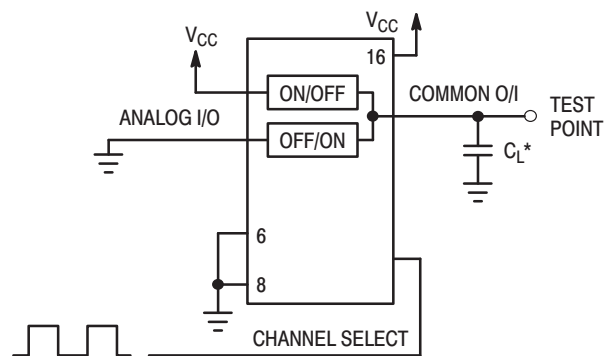 VCC
VCC
16
ON/OFF
COMMON O/I
TEST
POINT
ANALOG I/O
OFF/ON
CL*
6
8
CHANNEL SELECT